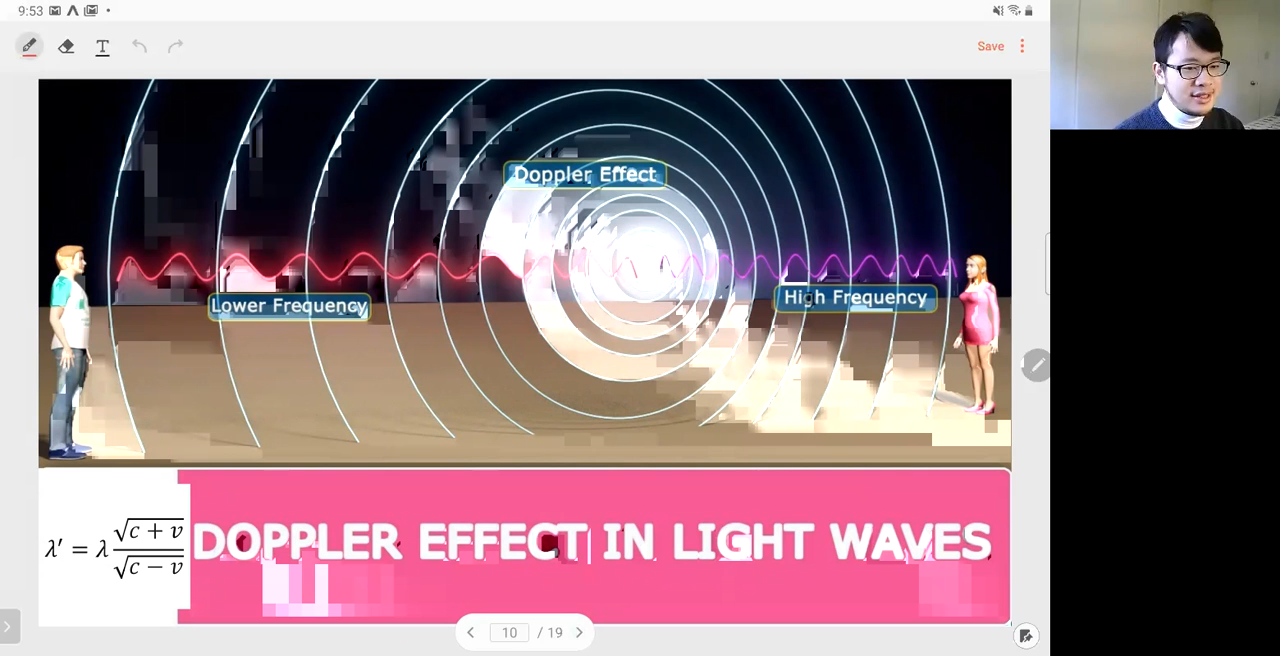 9:53
T
Save
Doppler Effect
Lower Frequency
High Frequency
λ′ = λ √(c + v) / √(c − v)
DOPPLER EFFECT IN LIGHT WAVES
10 / 19